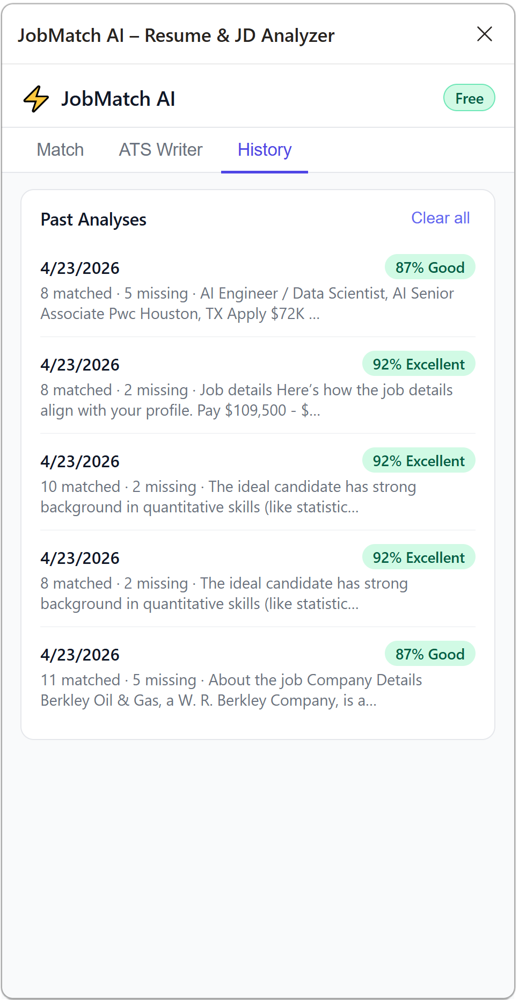 JobMatch AI – Resume & JD Analyzer
JobMatch AI
Free
Match
ATS Writer
History
Past Analyses
Clear all
4/23/2026
87% Good
8 matched · 5 missing · AI Engineer / Data Scientist, AI Senior
Associate Pwc Houston, TX Apply $72K ...
4/23/2026
92% Excellent
8 matched · 2 missing · Job details Here’s how the job details
align with your profile. Pay $109,500 - $...
4/23/2026
92% Excellent
10 matched · 2 missing · The ideal candidate has strong
background in quantitative skills (like statistic...
4/23/2026
92% Excellent
8 matched · 2 missing · The ideal candidate has strong
background in quantitative skills (like statistic...
4/23/2026
87% Good
11 matched · 5 missing · About the job Company Details
Berkley Oil & Gas, a W. R. Berkley Company, is a...